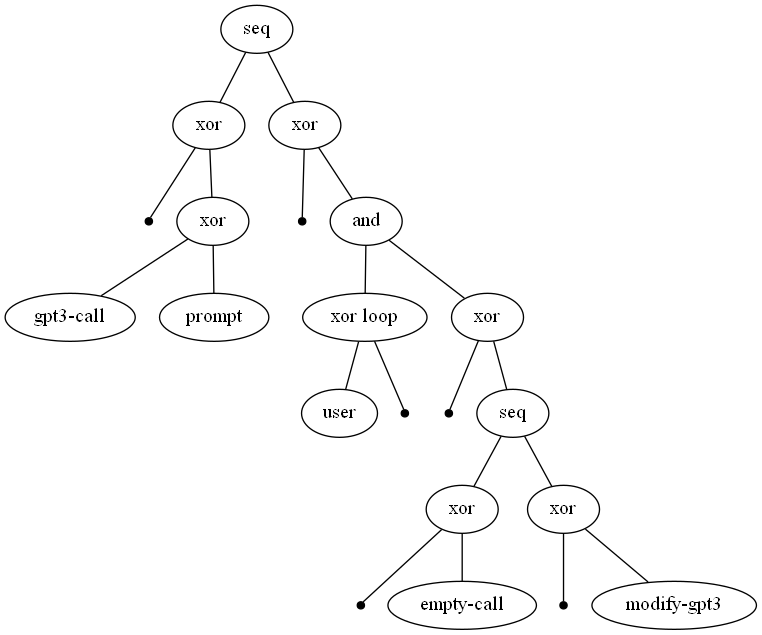 seq
xor
xor
xor
and
gpt3-call
prompt
xor loop
xor
user
seq
xor
xor
empty-call
modify-gpt3